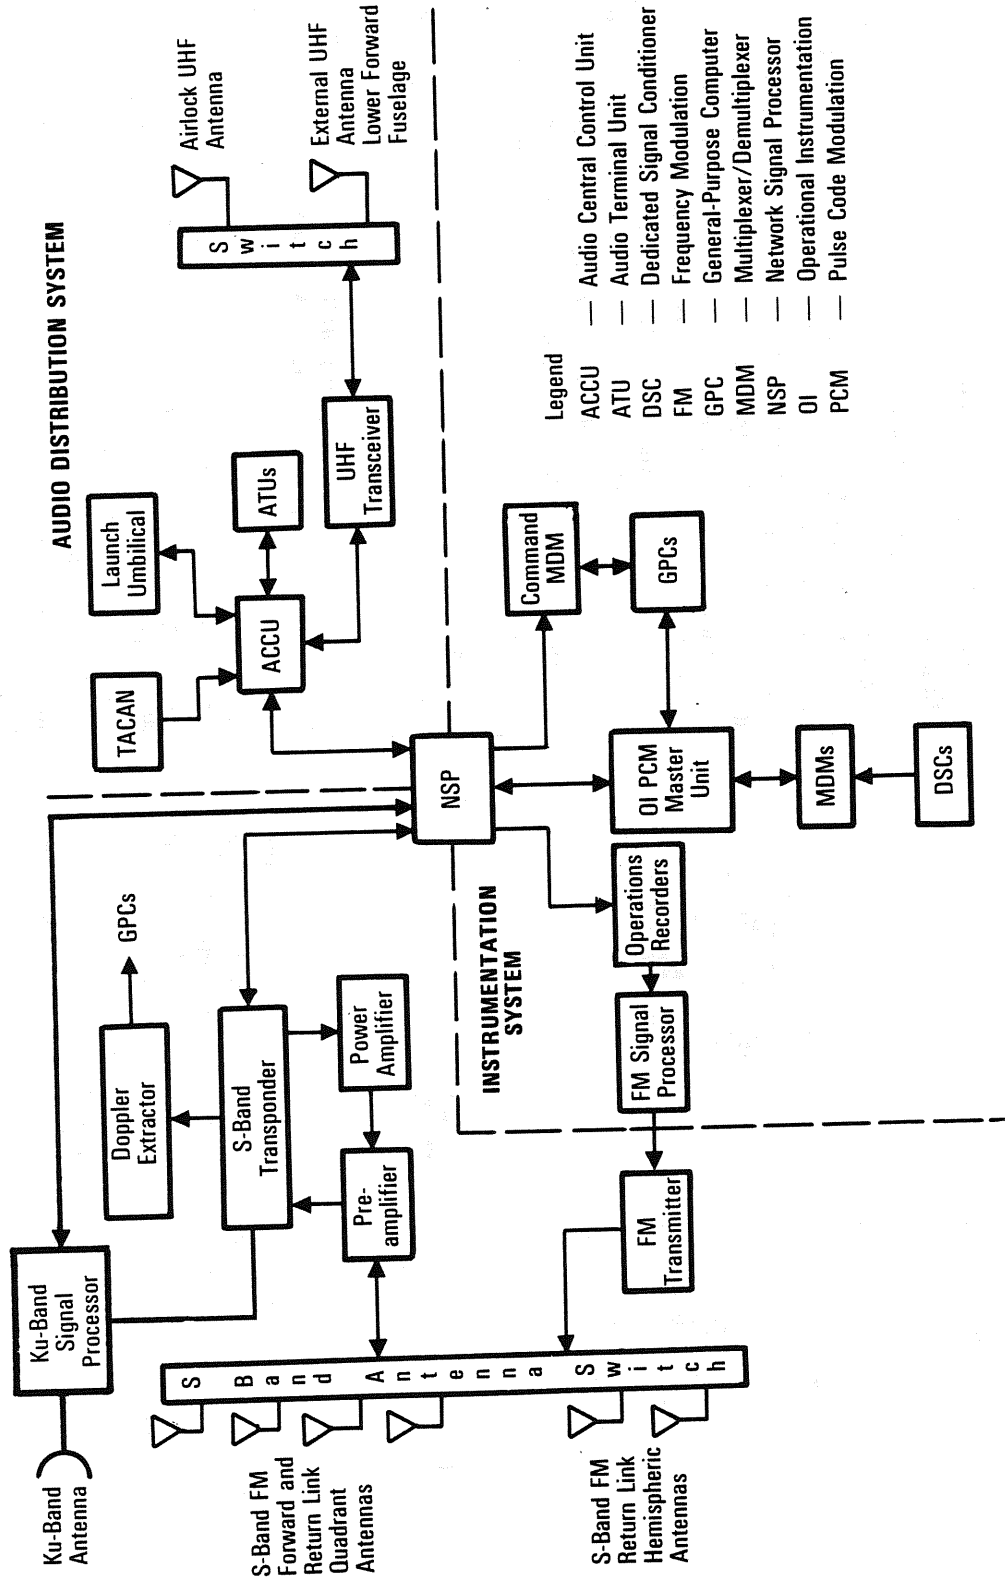 Ku-Band
Antenna
Ku-Band
Signal
Processor
S-Band FM
Forward and
Return Link
Quadrant
Antennas
S Band Antenna Switch
S-Band FM
Return Link
Hemispheric
Antennas
Doppler
Extractor
GPCs
S-Band
Transponder
Pre-
amplifier
Power
Amplifier
FM
Transmitter
INSTRUMENTATION
SYSTEM
FM Signal
Processor
Operations
Recorders
NSP
OI PCM
Master
Unit
MDMs
DSCs
Command
MDM
GPCs
AUDIO DISTRIBUTION SYSTEM
TACAN
Launch
Umbilical
ACCU
ATUs
UHF
Transceiver
Switch
Airlock UHF
Antenna
External UHF
Antenna
Lower Forward
Fuselage
Legend
ACCU — Audio Central Control Unit
ATU — Audio Terminal Unit
DSC — Dedicated Signal Conditioner
FM — Frequency Modulation
GPC — General-Purpose Computer
MDM — Multiplexer/Demultiplexer
NSP — Network Signal Processor
OI — Operational Instrumentation
PCM — Pulse Code Modulation